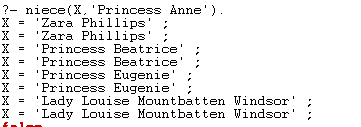 ?- niece(X,'Princess Anne').
X = 'Zara Phillips' ;
X = 'Zara Phillips' ;
X = 'Princess Beatrice' ;
X = 'Princess Beatrice' ;
X = 'Princess Eugenie' ;
X = 'Princess Eugenie' ;
X = 'Lady Louise Mountbatten Windsor' ;
X = 'Lady Louise Mountbatten Windsor' ;
false